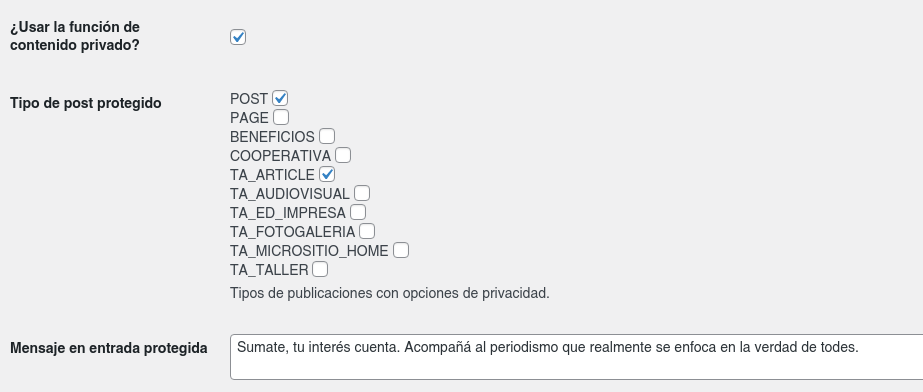 ¿Usar la función de
contenido privado?
Tipo de post protegido
POST
PAGE
BENEFICIOS
COOPERATIVA
TA_ARTICLE
TA_AUDIOVISUAL
TA_ED_IMPRESA
TA_FOTOGALERIA
TA_MICROSITIO_HOME
TA_TALLER
Tipos de publicaciones con opciones de privacidad.
Mensaje en entrada protegida
Sumate, tu interés cuenta. Acompañá al periodismo que realmente se enfoca en la verdad de todes.